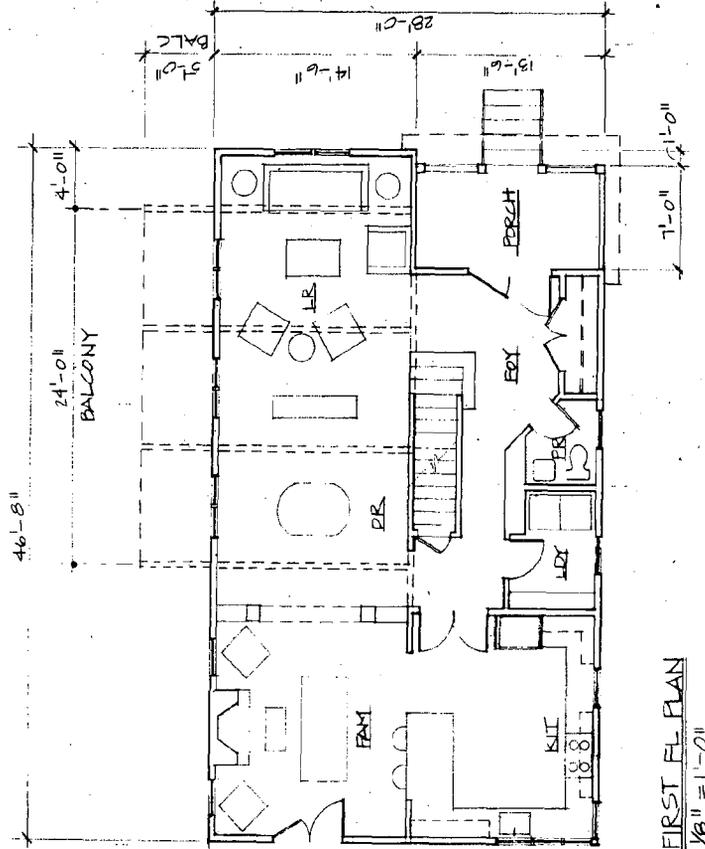 28'-0"
BALC
5'-0"
14'-6"
13'-6"
4'-0"
1'-0"
7'-0"
24'-0"
BALCONY
46'-8"
PORCH
LR
FOY
UP
PR
DR
LDY
FAM
KIT
FIRST FL PLAN
1/8" = 1'-0"